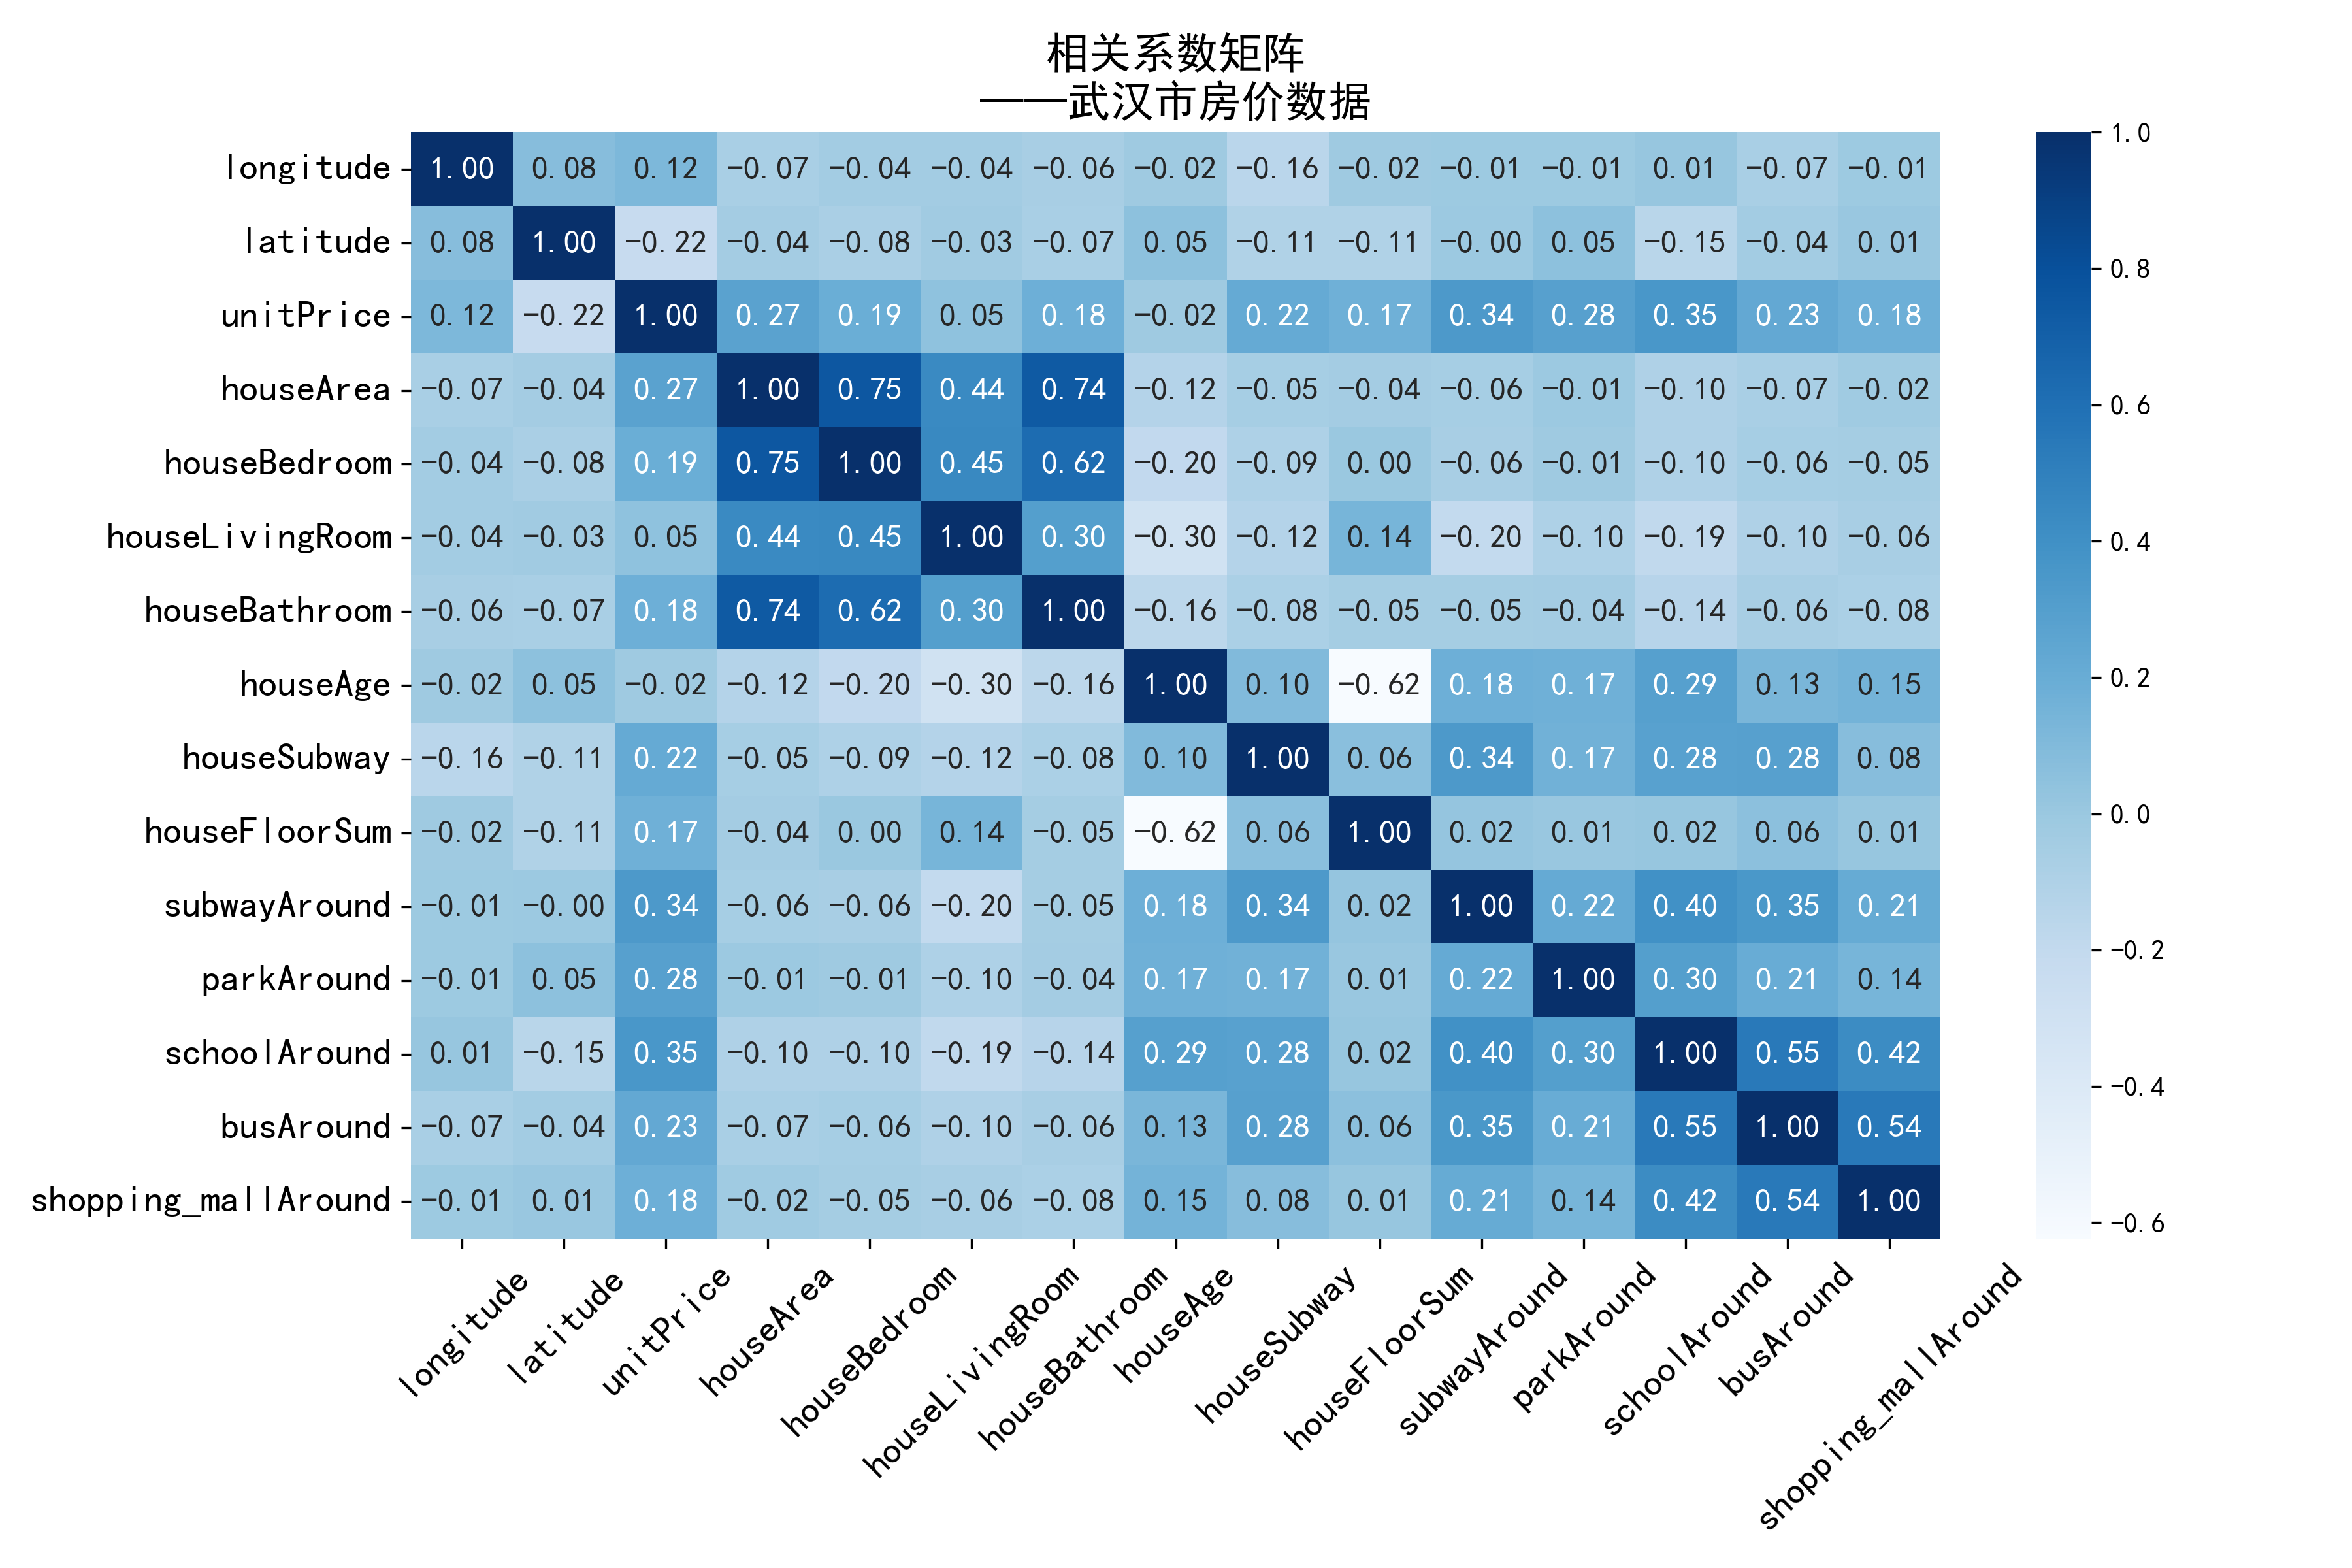 相关系数矩阵
——武汉市房价数据
longitude 1.00 0.08 0.12 −0.07 −0.04 −0.04 −0.06 −0.02 −0.16 −0.02 −0.01 −0.01 0.01 −0.07 −0.01
latitude 0.08 1.00 −0.22 −0.04 −0.08 −0.03 −0.07 0.05 −0.11 −0.11 −0.00 0.05 −0.15 −0.04 0.01
unitPrice 0.12 −0.22 1.00 0.27 0.19 0.05 0.18 −0.02 0.22 0.17 0.34 0.28 0.35 0.23 0.18
houseArea −0.07 −0.04 0.27 1.00 0.75 0.44 0.74 −0.12 −0.05 −0.04 −0.06 −0.01 −0.10 −0.07 −0.02
houseBedroom −0.04 −0.08 0.19 0.75 1.00 0.45 0.62 −0.20 −0.09 0.00 −0.06 −0.01 −0.10 −0.06 −0.05
houseLivingRoom −0.04 −0.03 0.05 0.44 0.45 1.00 0.30 −0.30 −0.12 0.14 −0.20 −0.10 −0.19 −0.10 −0.06
houseBathroom −0.06 −0.07 0.18 0.74 0.62 0.30 1.00 −0.16 −0.08 −0.05 −0.05 −0.04 −0.14 −0.06 −0.08
houseAge −0.02 0.05 −0.02 −0.12 −0.20 −0.30 −0.16 1.00 0.10 −0.62 0.18 0.17 0.29 0.13 0.15
houseSubway −0.16 −0.11 0.22 −0.05 −0.09 −0.12 −0.08 0.10 1.00 0.06 0.34 0.17 0.28 0.28 0.08
houseFloorSum −0.02 −0.11 0.17 −0.04 0.00 0.14 −0.05 −0.62 0.06 1.00 0.02 0.01 0.02 0.06 0.01
subwayAround −0.01 −0.00 0.34 −0.06 −0.06 −0.20 −0.05 0.18 0.34 0.02 1.00 0.22 0.40 0.35 0.21
parkAround −0.01 0.05 0.28 −0.01 −0.01 −0.10 −0.04 0.17 0.17 0.01 0.22 1.00 0.30 0.21 0.14
schoolAround 0.01 −0.15 0.35 −0.10 −0.10 −0.19 −0.14 0.29 0.28 0.02 0.40 0.30 1.00 0.55 0.42
busAround −0.07 −0.04 0.23 −0.07 −0.06 −0.10 −0.06 0.13 0.28 0.06 0.35 0.21 0.55 1.00 0.54
shopping_mallAround −0.01 0.01 0.18 −0.02 −0.05 −0.06 −0.08 0.15 0.08 0.01 0.21 0.14 0.42 0.54 1.00
longitude
latitude
unitPrice
houseArea
houseBedroom
houseLivingRoom
houseBathroom
houseAge
houseSubway
houseFloorSum
subwayAround
parkAround
schoolAround
busAround
shopping_mallAround
1.0
0.8
0.6
0.4
0.2
0.0
−0.2
−0.4
−0.6